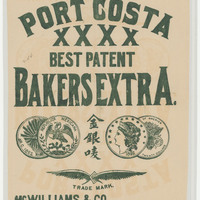 PORT COSTA
XXXX
BEST PATENT
BAKERS EXTRA.
金
銀
唛
TRADE MARK.
MCWILLIAMS & CO.